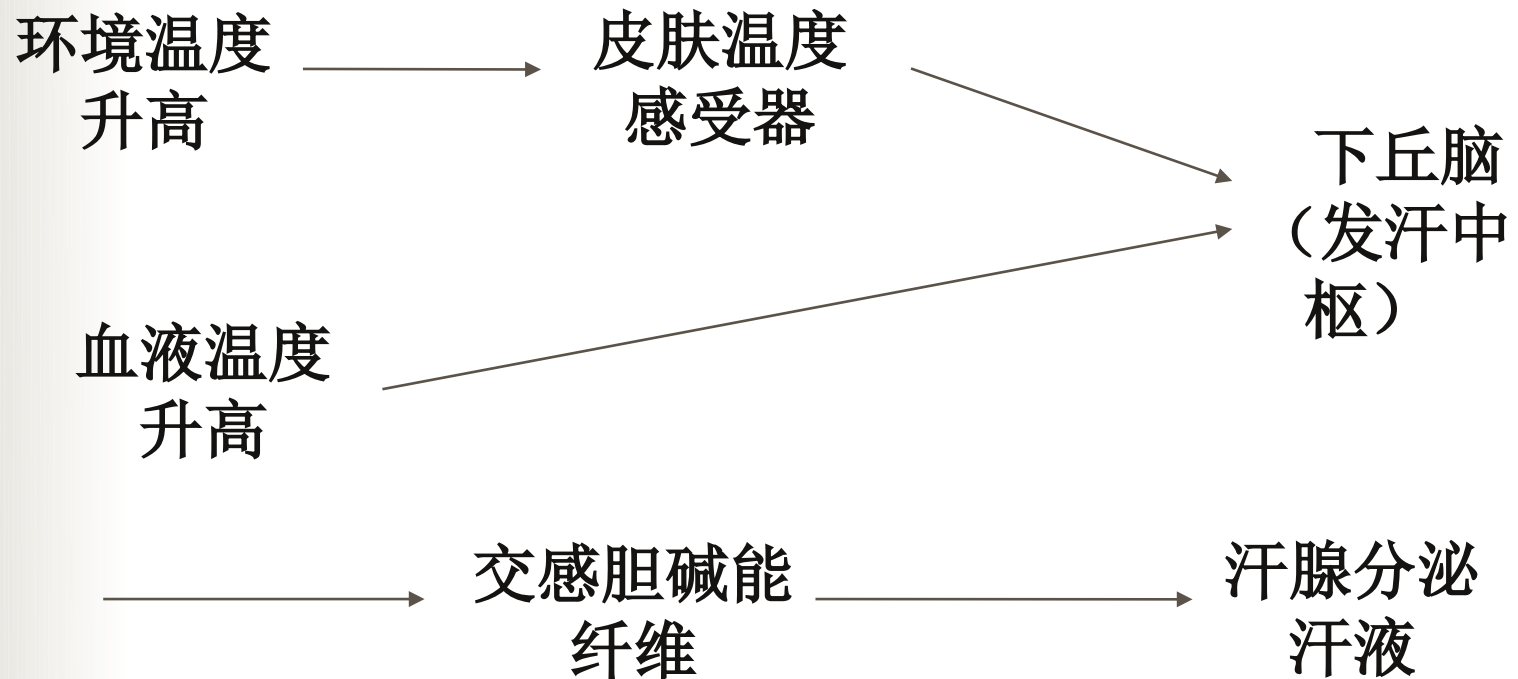 环境温度
升高
皮肤温度
感受器
下丘脑
（发汗中
枢）
血液温度
升高
交感胆碱能
纤维
汗腺分泌
汗液